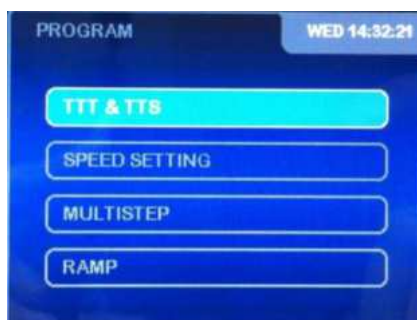 PROGRAM
WED 14:32:21
TTT & TTS
SPEED SETTING
MULTISTEP
RAMP